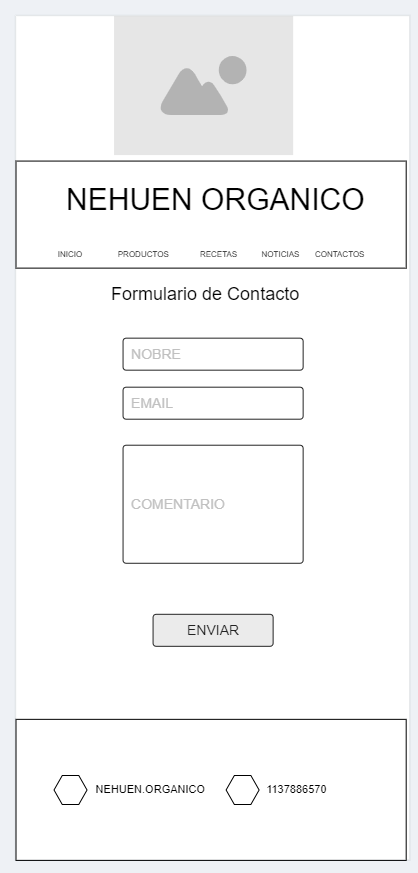 NEHUEN ORGANICO
INICIO PRODUCTOS RECETAS NOTICIAS CONTACTOS
Formulario de Contacto
NOBRE
EMAIL
COMENTARIO
ENVIAR
NEHUEN.ORGANICO 1137886570